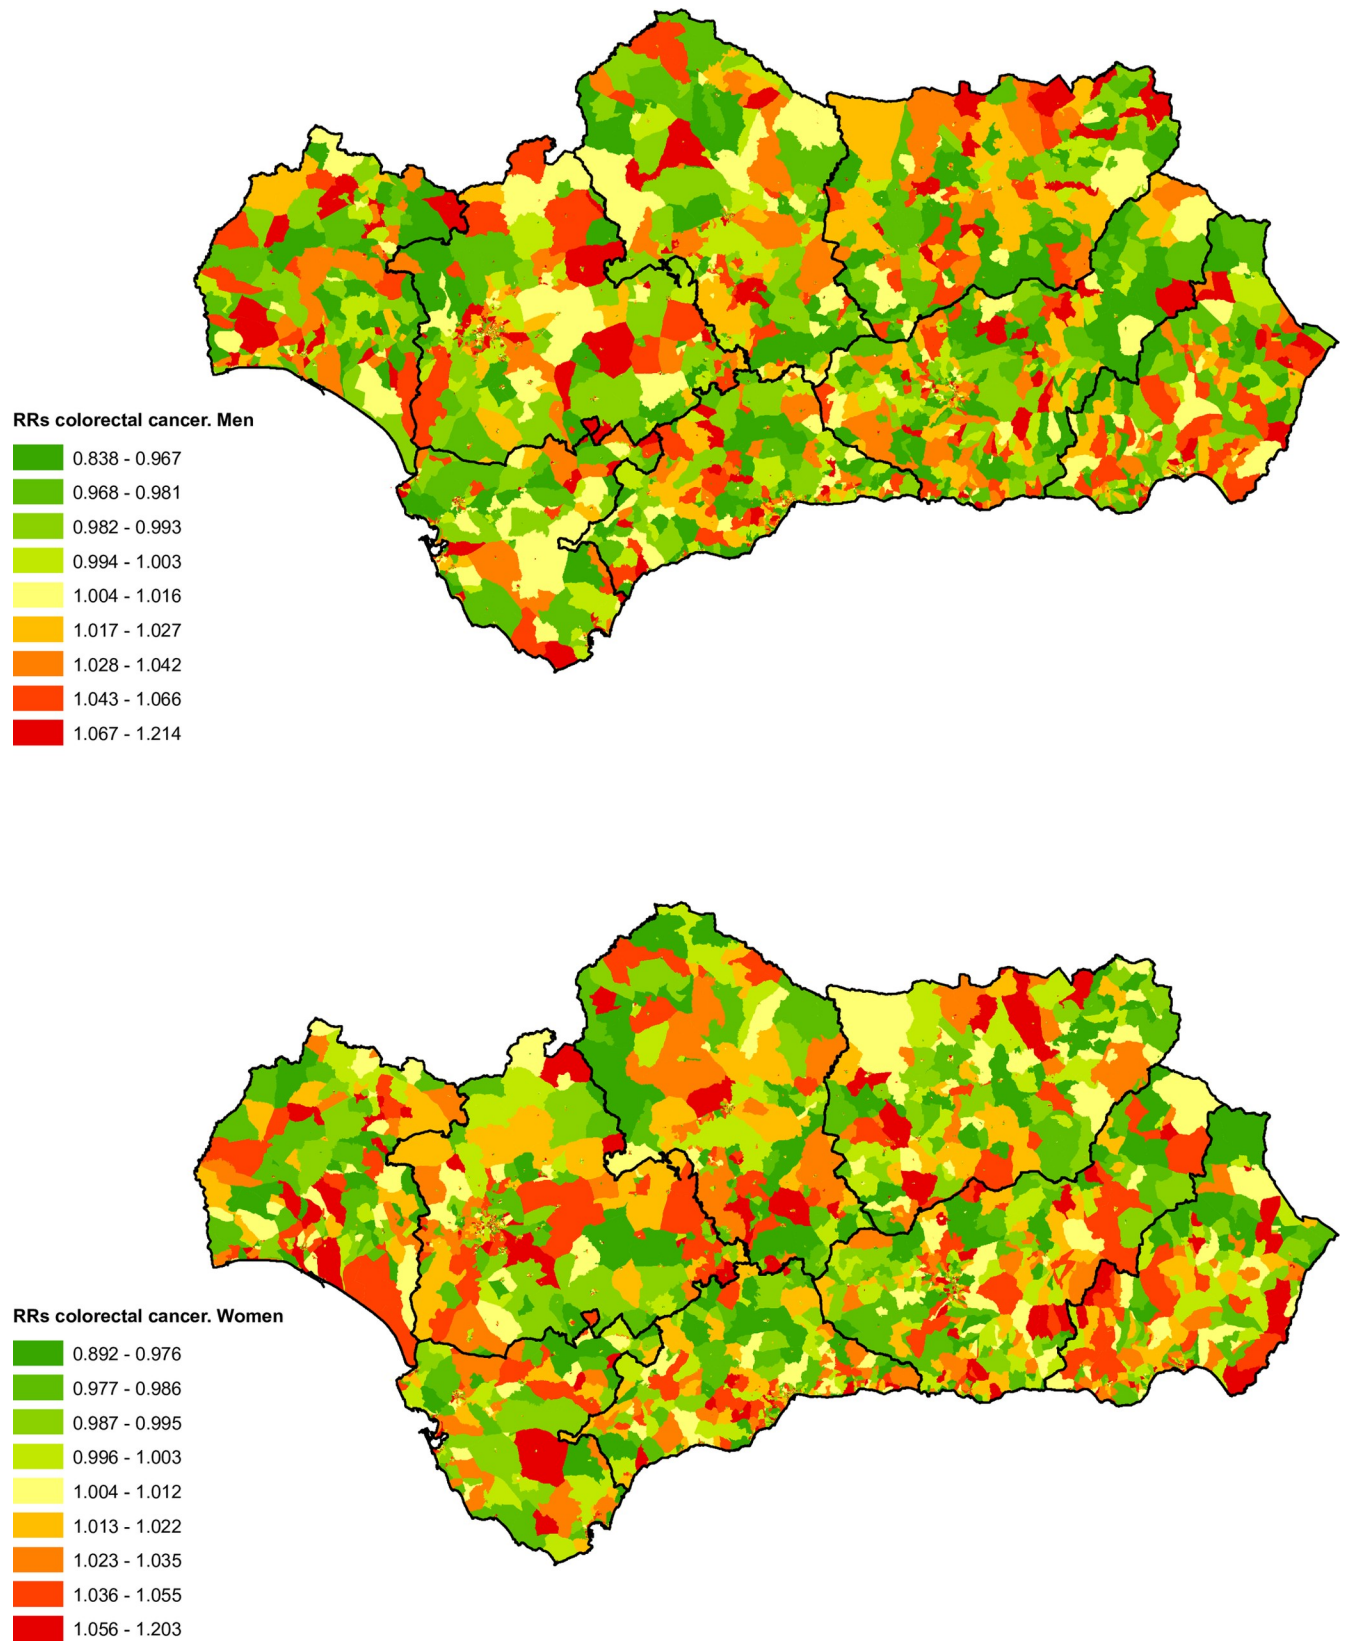 RRs colorectal cancer. Men
0.838 - 0.967
0.968 - 0.981
0.982 - 0.993
0.994 - 1.003
1.004 - 1.016
1.017 - 1.027
1.028 - 1.042
1.043 - 1.066
1.067 - 1.214
RRs colorectal cancer. Women
0.892 - 0.976
0.977 - 0.986
0.987 - 0.995
0.996 - 1.003
1.004 - 1.012
1.013 - 1.022
1.023 - 1.035
1.036 - 1.055
1.056 - 1.203